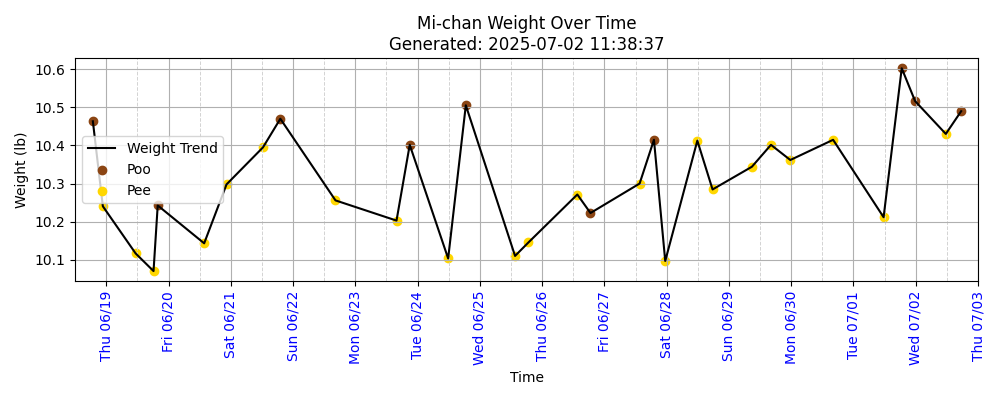 Mi-chan Weight Over Time
Generated: 2025-07-02 11:38:37
Weight (lb)
10.6
10.5
10.4
10.3
10.2
10.1
Weight Trend
Poo
Pee
Thu 06/19
Fri 06/20
Sat 06/21
Sun 06/22
Mon 06/23
Tue 06/24
Wed 06/25
Thu 06/26
Fri 06/27
Sat 06/28
Sun 06/29
Mon 06/30
Tue 07/01
Wed 07/02
Thu 07/03
Time